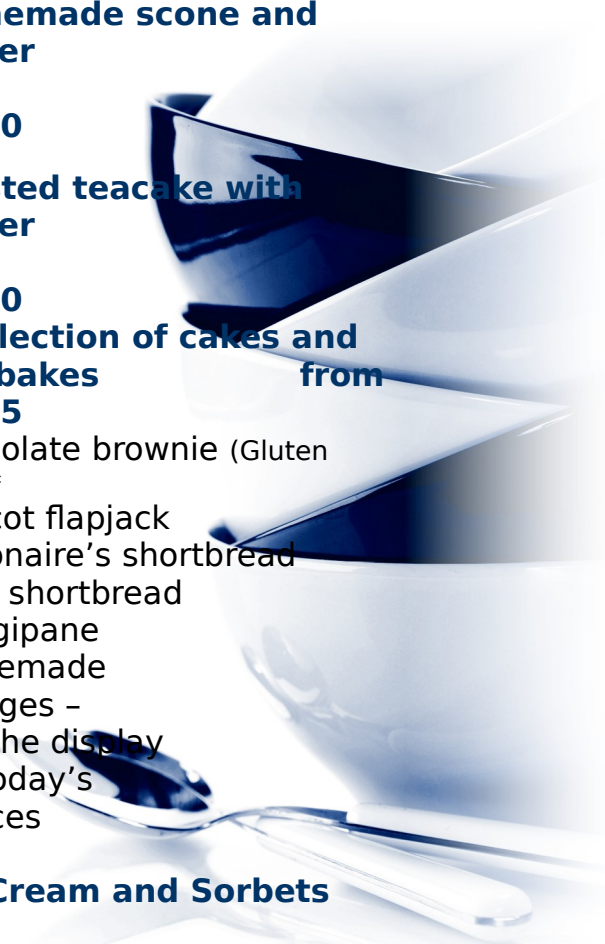 emade scone and
er
0
ted teacake with
er
0
lection of cakes and
bakes from
5
olate brownie (Gluten
cot flapjack
onaire’s shortbread
shortbread
gipane
emade
ges –
he display
oday’s
ces
Cream and Sorbets